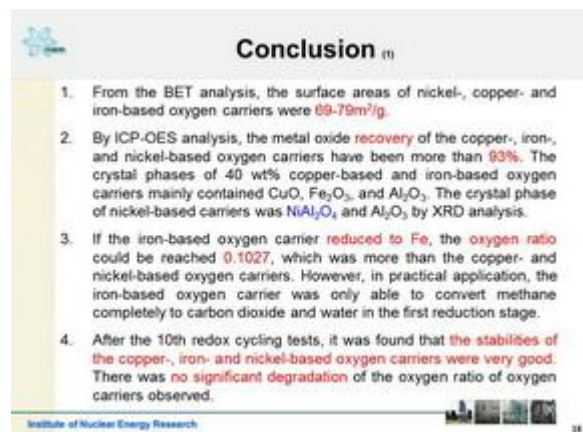 Conclusion (1)
1. From the BET analysis, the surface areas of nickel-, copper- and
iron-based oxygen carriers were 69-79m²/g.
2. By ICP-OES analysis, the metal oxide recovery of the copper-, iron-,
and nickel-based oxygen carriers have been more than 93%. The
crystal phases of 40 wt% copper-based and iron-based oxygen
carriers mainly contained CuO, Fe₂O₃, and Al₂O₃. The crystal phase
of nickel-based carriers was NiAl₂O₄ and Al₂O₃ by XRD analysis.
3. If the iron-based oxygen carrier reduced to Fe, the oxygen ratio
could be reached 0.1027, which was more than the copper- and
nickel-based oxygen carriers. However, in practical application, the
iron-based oxygen carrier was only able to convert methane
completely to carbon dioxide and water in the first reduction stage.
4. After the 10th redox cycling tests, it was found that the stabilities of
the copper-, iron- and nickel-based oxygen carriers were very good.
There was no significant degradation of the oxygen ratio of oxygen
carriers observed.
Institute of Nuclear Energy Research